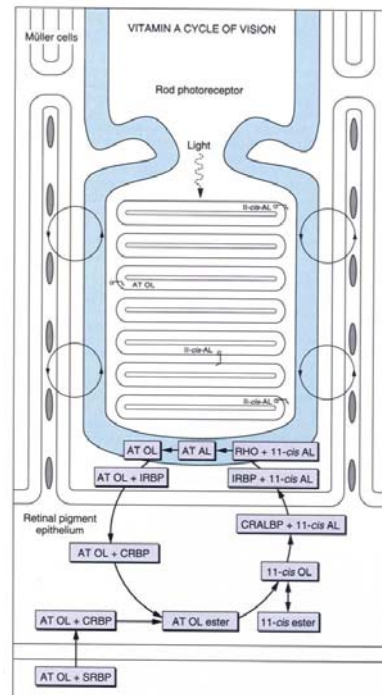 VITAMIN A CYCLE OF VISION
Müller cells
Rod photoreceptor
Light
II-cis-AL
AT OL
II-cis-AL
II-cis-AL
AT OL
AT AL
RHO + 11-cis AL
AT OL + IRBP
IRBP + 11-cis AL
Retinal pigment
epithelium
CRALBP + 11-cis AL
AT OL + CRBP
11-cis OL
AT OL + CRBP
AT OL ester
11-cis ester
AT OL + SRBP